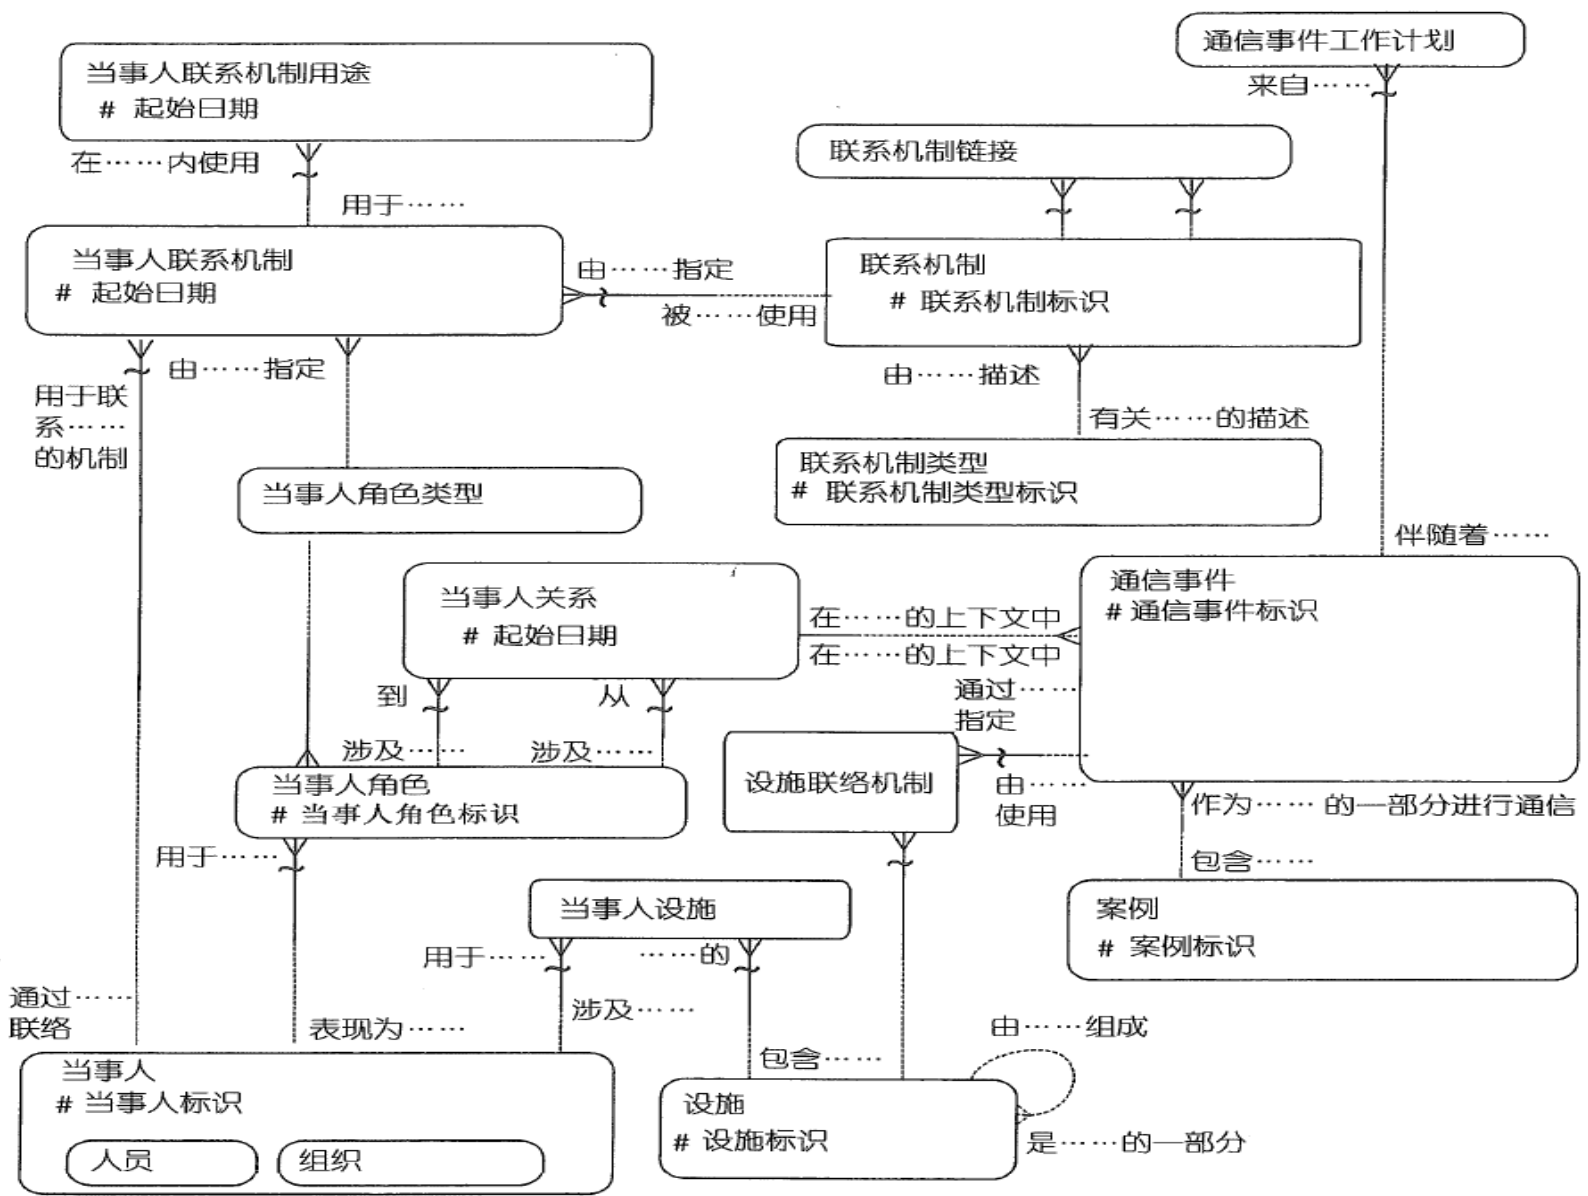 通信事件工作计划
来自……
当事人联系机制用途
# 起始日期
在……内使用
用于……
联系机制链接
当事人联系机制
# 起始日期
由……指定
被……使用
联系机制
# 联系机制标识
由……指定
用于联
系……
的机制
由……描述
有关……的描述
联系机制类型
# 联系机制类型标识
当事人角色类型
伴随着……
当事人关系
# 起始日期
在……的上下文中
在……的上下文中
通信事件
# 通信事件标识
到
从
涉及……
涉及……
通过……
指定
当事人角色
# 当事人角色标识
设施联络机制
由……
使用
作为……的一部分进行通信
包含……
用于……
当事人设施
案例
# 案例标识
用于……
……的
通过……
联络
表现为……
涉及……
包含……
由……组成
当事人
# 当事人标识
人员
组织
设施
# 设施标识
是……的一部分